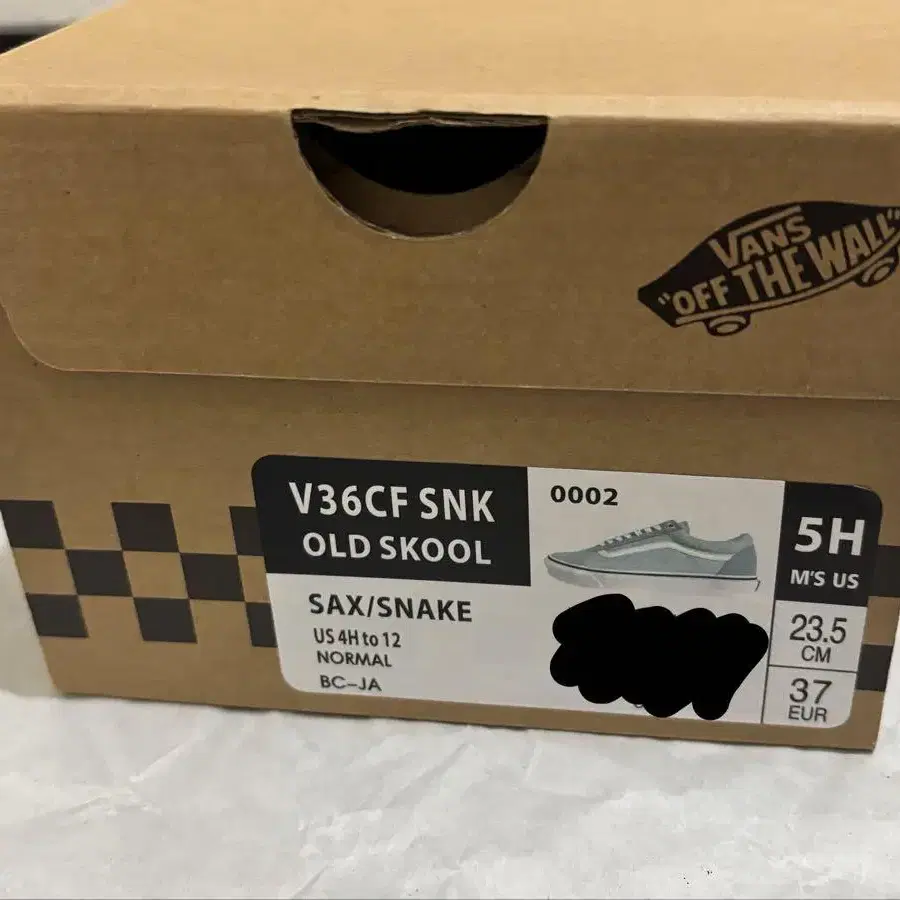 VANS
"OFF THE WALL"
V36CF SNK
OLD SKOOL
0002
5H
M'S US
SAX/SNAKE
US 4H to 12
NORMAL
BC-JA
23.5
CM
37
EUR